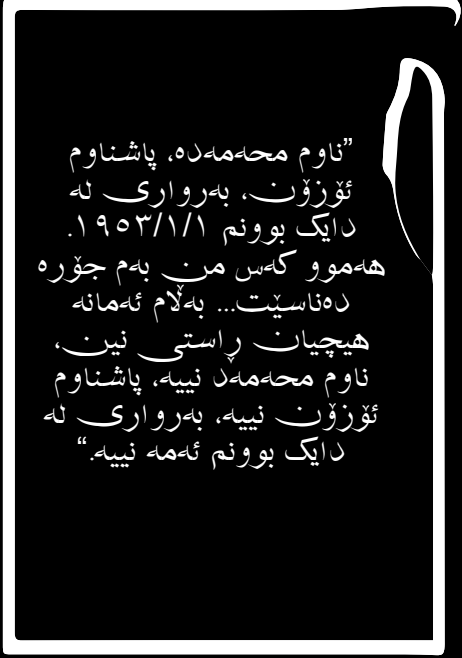 ”ناوم محەمەدە، پاشناوم
ئۆزۆن، بەرواری لە
دایک بوونم ١٩٥٣/١/١.
هەموو کەس من بەم جۆرە
دەناسێت... بەڵام ئەمانە
هیچیان ڕاستی نین،
ناوم محەمەد نییە، پاشناوم
ئۆزۆن نییە، بەرواری لە
دایک بوونم ئەمە نییە.“